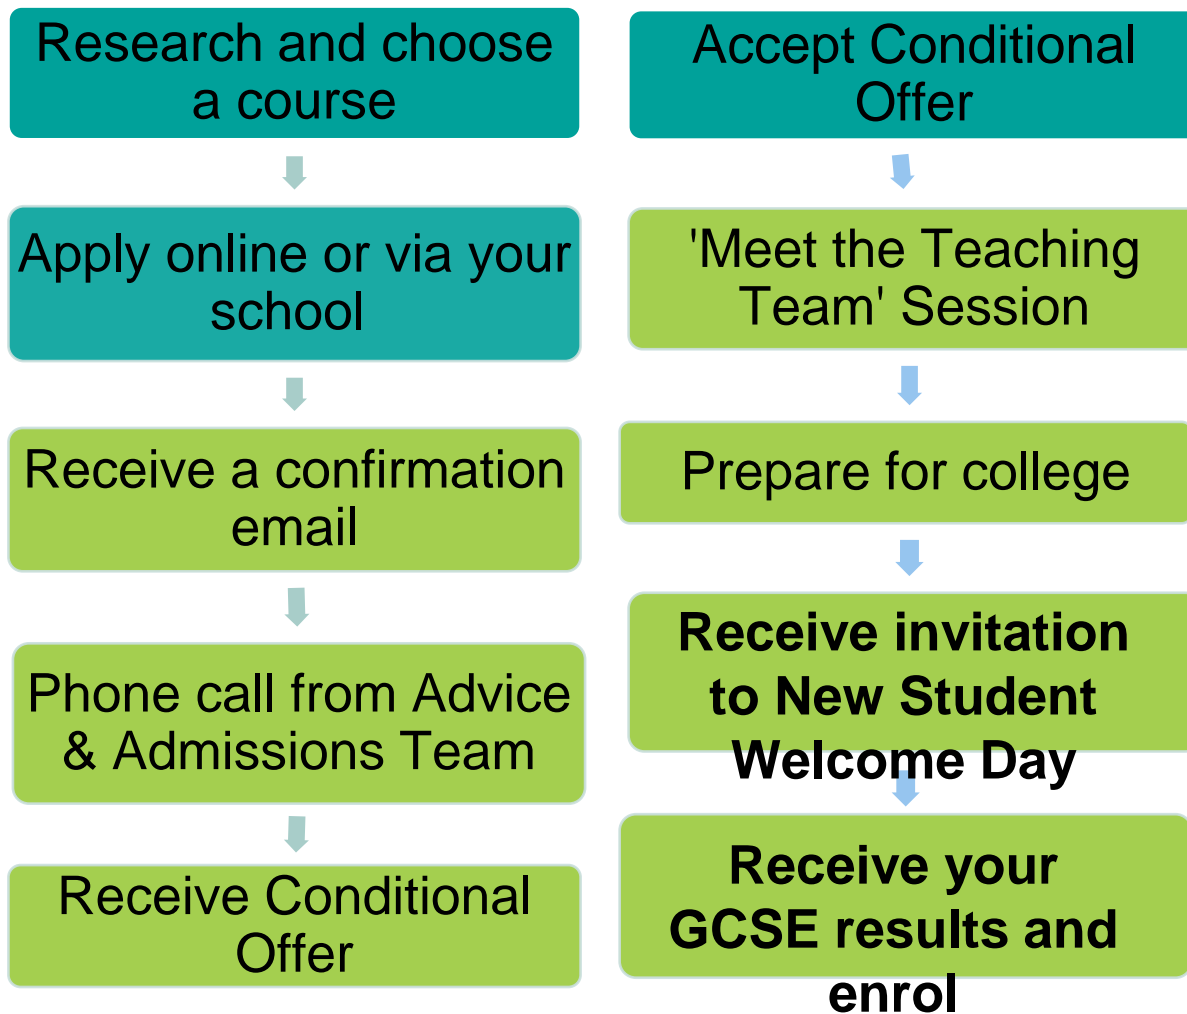 Research and choose
a course
Apply online or via your
school
Receive a confirmation
email
Phone call from Advice
& Admissions Team
Receive Conditional
Offer
Accept Conditional
Offer
'Meet the Teaching
Team' Session
Prepare for college
Receive invitation
to New Student
Welcome Day
Receive your
GCSE results and
enrol